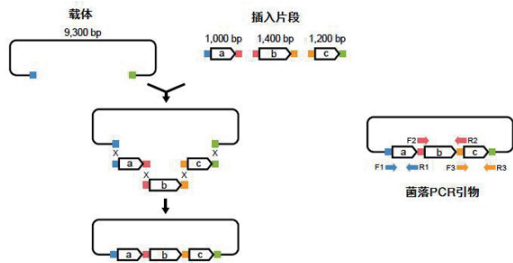 载体
9,300 bp
插入片段
1,000 bp 1,400 bp 1,200 bp
a b c
X X
a c
X X
b
a b c
F2 R2
a b c
F1 R1 F3 R3
菌落PCR引物